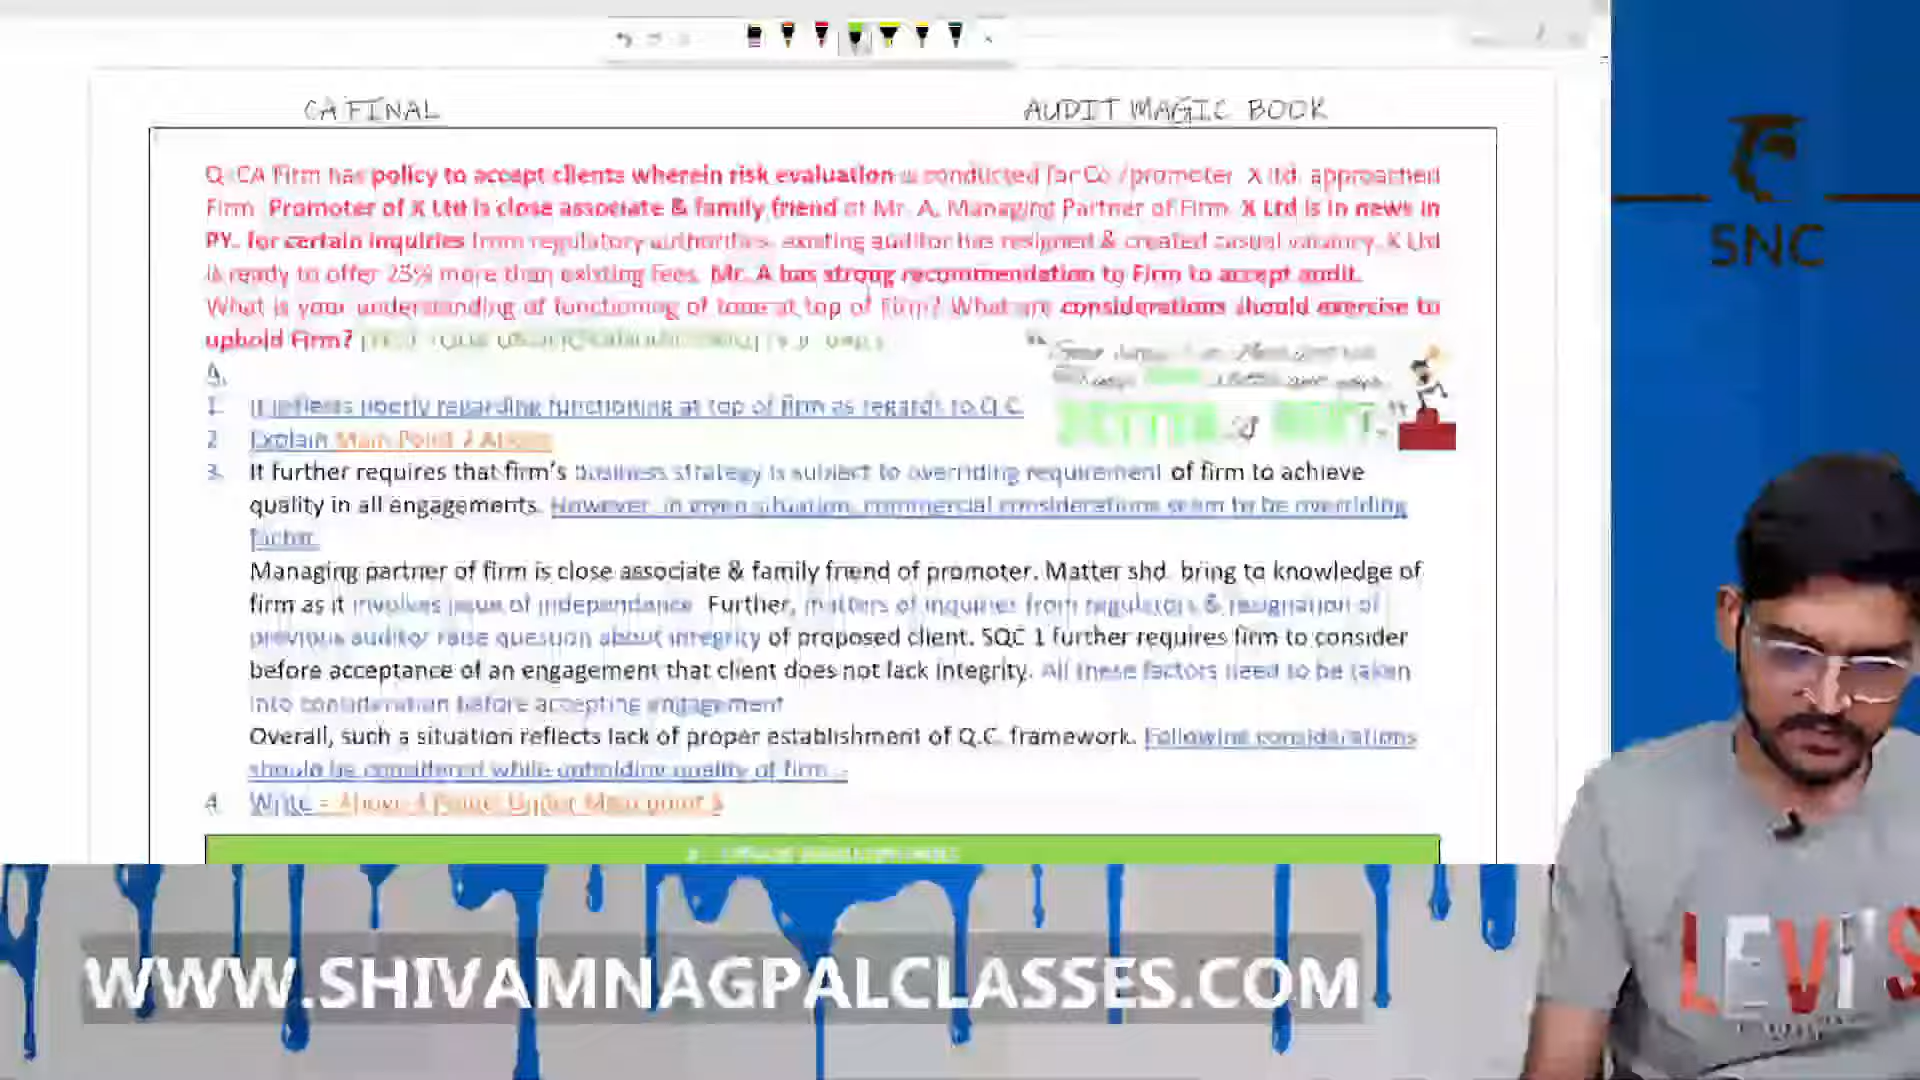 CA FINAL
AUDIT MAGIC BOOK
Q. CA Firm has policy to accept clients wherein risk evaluation is conducted for Co./promoter. X ltd. approached
Firm. Promoter of X Ltd is close associate & family friend of Mr. A, Managing Partner of Firm. X Ltd is in news in
PY. for certain inquiries from regulatory authorities, existing auditor has resigned & created casual vacancy. X Ltd
is ready to offer 25% more than existing fees. Mr. A has strong recommendation to Firm to accept audit.
What is your understanding of functioning of tone at top of Firm? What are considerations should exercise to
uphold Firm?
A.
1. It reflects poorly regarding functioning at top of firm as regards to Q.C.
2. Explain Main Point 2 Above
3. It further requires that firm's business strategy is subject to overriding requirement of firm to achieve
quality in all engagements. However, in given situation, commercial considerations seem to be overriding
factor.
Managing partner of firm is close associate & family friend of promoter. Matter shd. bring to knowledge of
firm as it involves issue of independence. Further, matters of inquiries from regulators & resignation of
previous auditor raise question about integrity of proposed client. SQC 1 further requires firm to consider
before acceptance of an engagement that client does not lack integrity. All these factors need to be taken
into consideration before accepting engagement
Overall, such a situation reflects lack of proper establishment of Q.C. framework. Following considerations
should be considered while upholding quality of firm :-
4. Write - Above 4 Points Under Main point 3
SNC
WWW.SHIVAMNAGPALCLASSES.COM
LEVI'S